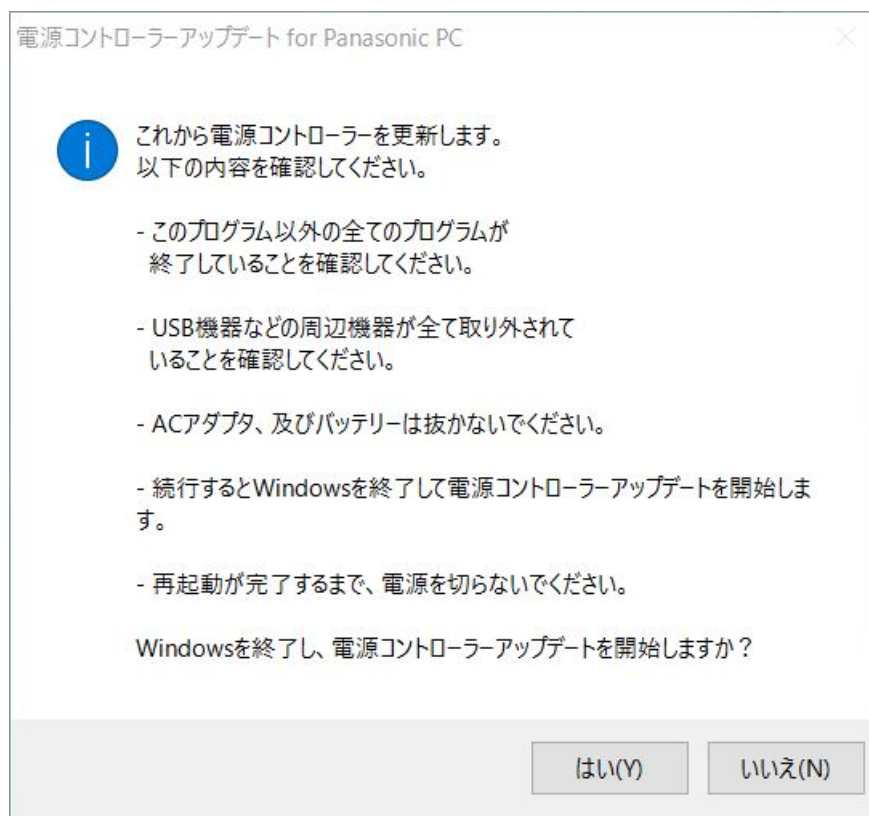 電源コントローラーアップデート for Panasonic PC
これから電源コントローラーを更新します。
以下の内容を確認してください。
- このプログラム以外の全てのプログラムが
終了していることを確認してください。
- USB機器などの周辺機器が全て取り外されて
いることを確認してください。
- ACアダプタ、及びバッテリーは抜かないでください。
- 続行するとWindowsを終了して電源コントローラーアップデートを開始しま
す。
- 再起動が完了するまで、電源を切らないでください。
Windowsを終了し、電源コントローラーアップデートを開始しますか？
はい(Y) いいえ(N)